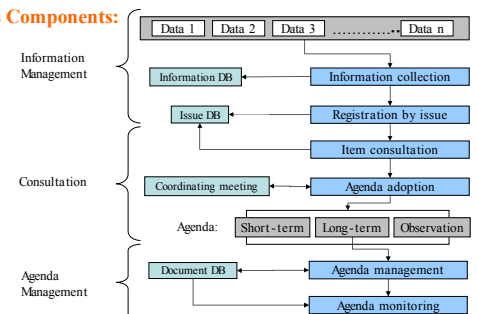 Components:
Data 1 Data 2 Data 3 .............. Data n
Information
Management
Information DB Information collection
Issue DB Registration by issue
Item consultation
Consultation
Coordinating meeting Agenda adoption
Agenda: Short-term Long-term Observation
Agenda
Management
Document DB Agenda management
Agenda monitoring